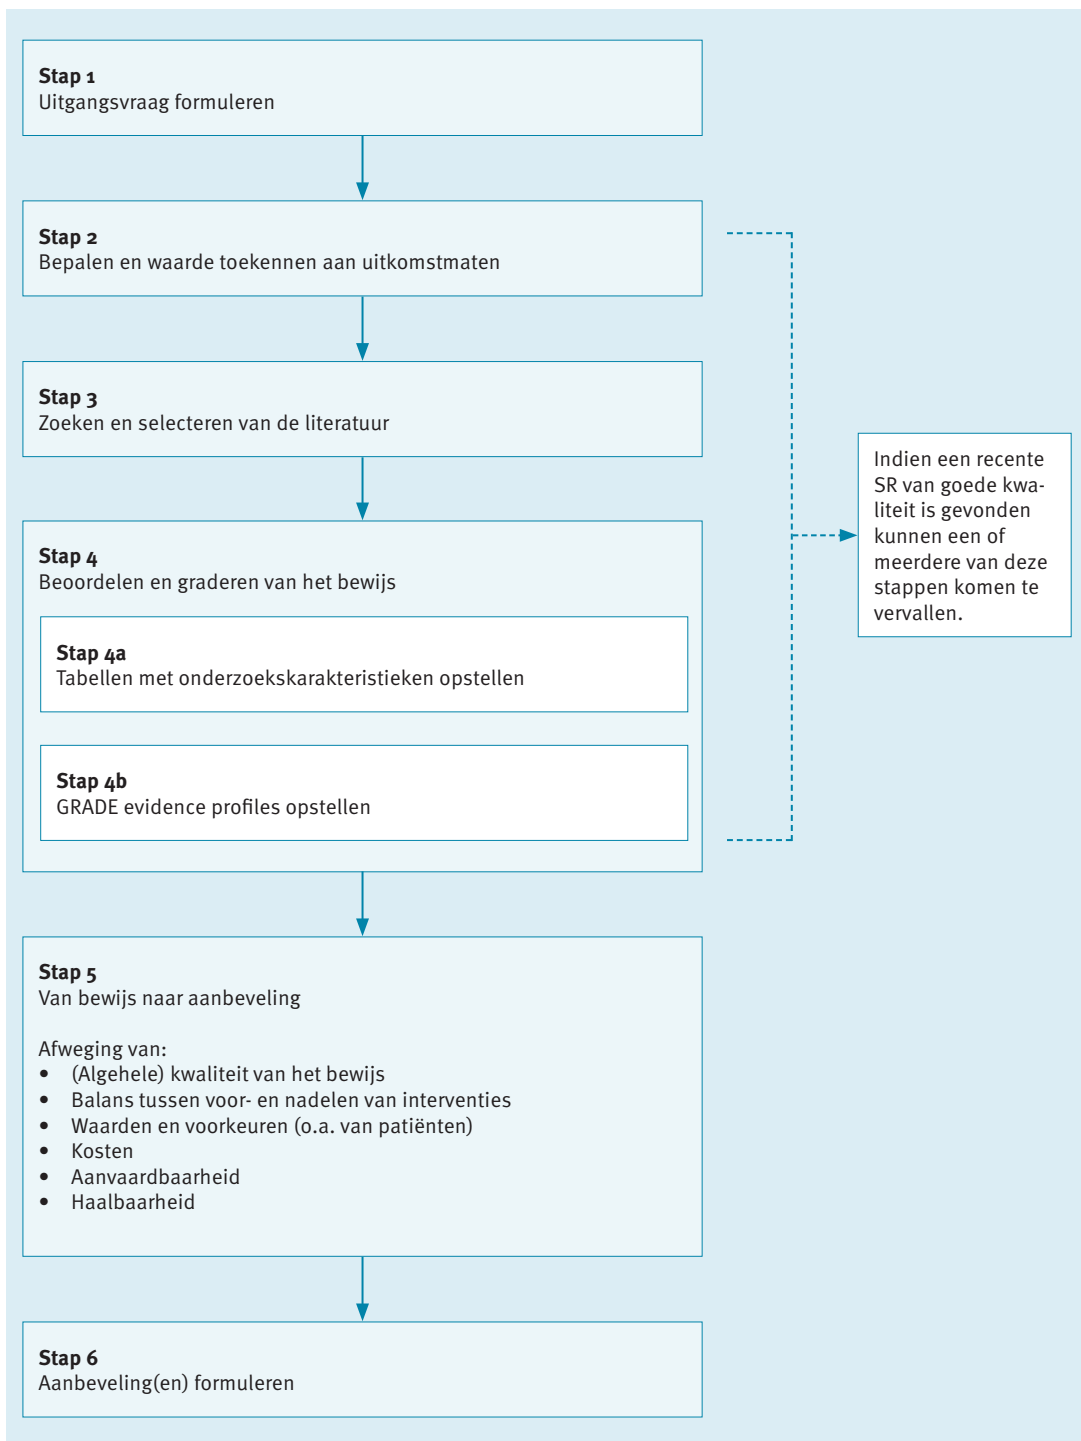 Stap 1
Uitgangsvraag formuleren
Stap 2
Bepalen en waarde toekennen aan uitkomstmaten
Stap 3
Zoeken en selecteren van de literatuur
Stap 4
Beoordelen en graderen van het bewijs
Stap 4a
Tabellen met onderzoekskarakteristieken opstellen
Stap 4b
GRADE evidence profiles opstellen
Indien een recente
SR van goede kwa-
liteit is gevonden
kunnen een of
meerdere van deze
stappen komen te
vervallen.
Stap 5
Van bewijs naar aanbeveling
Afweging van:
• (Algehele) kwaliteit van het bewijs
• Balans tussen voor- en nadelen van interventies
• Waarden en voorkeuren (o.a. van patiënten)
• Kosten
• Aanvaardbaarheid
• Haalbaarheid
Stap 6
Aanbeveling(en) formuleren